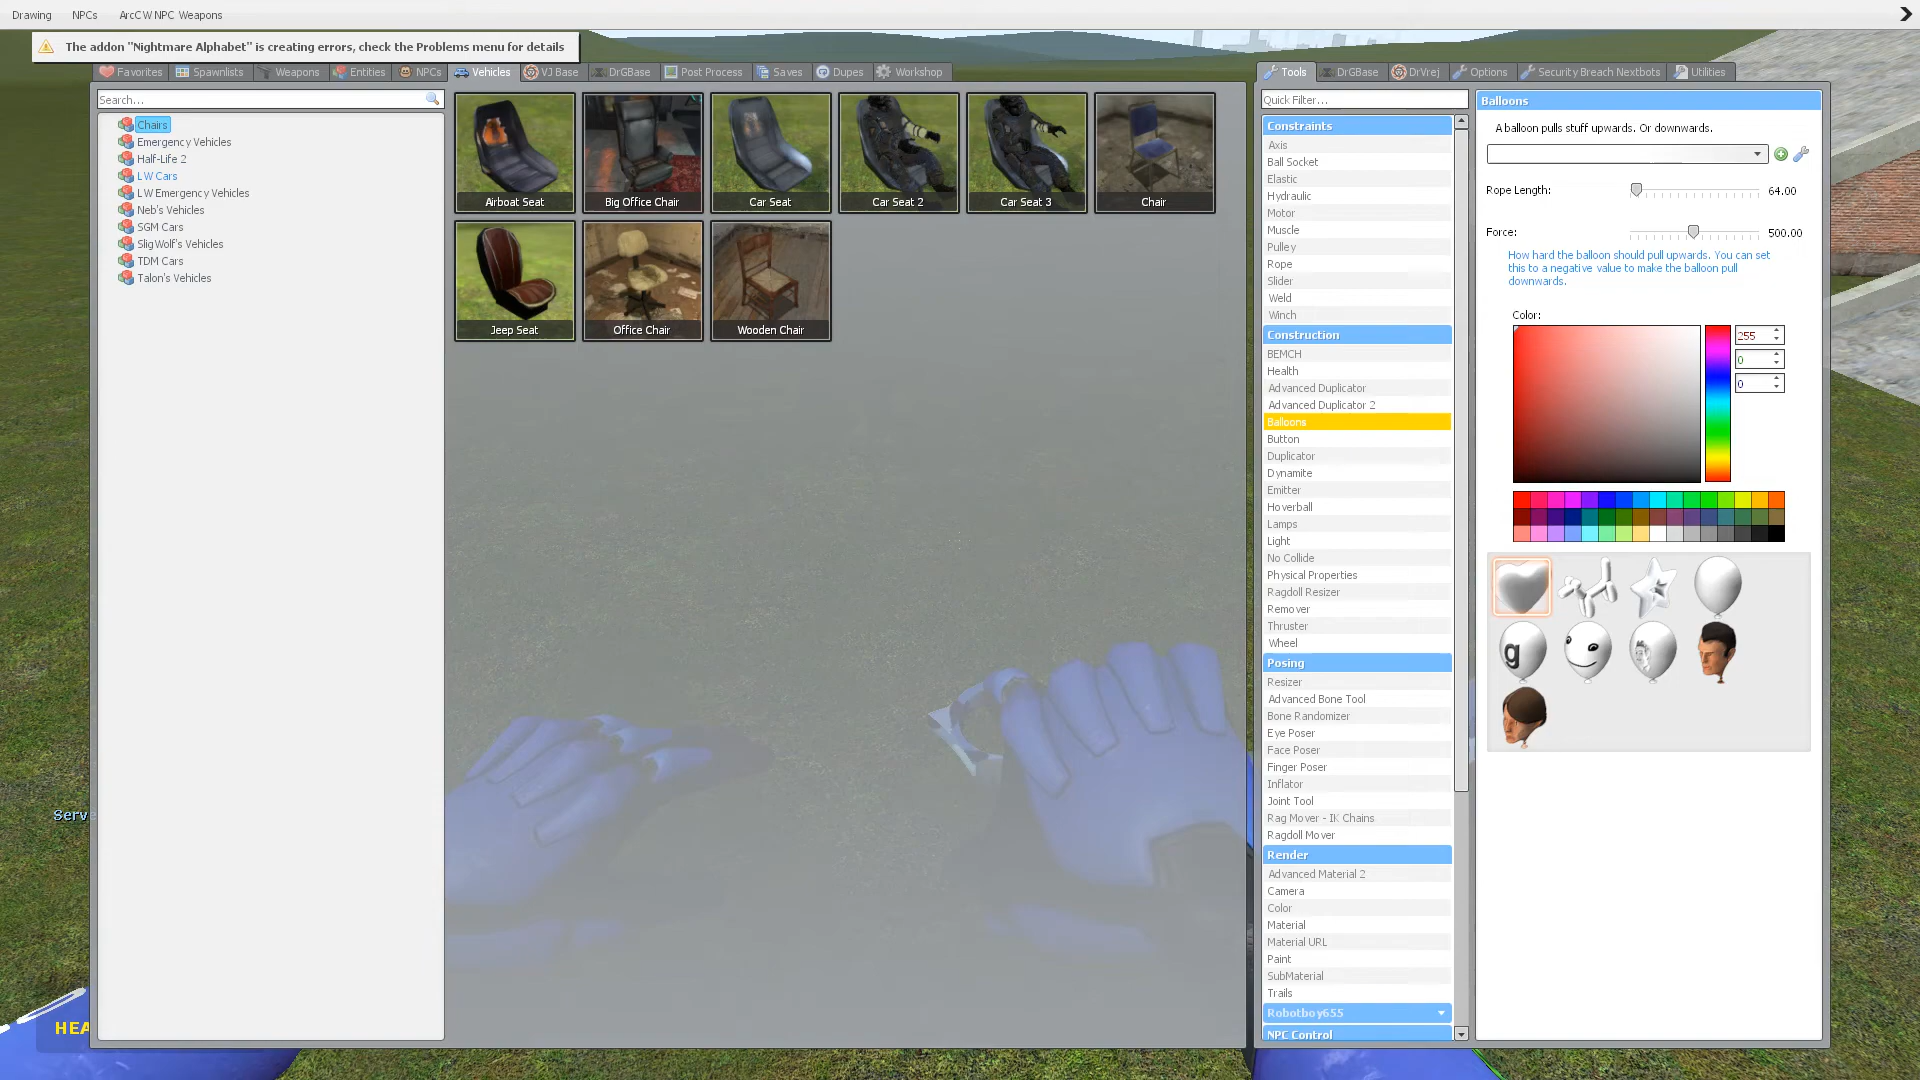 Drawing NPCs ArcCW NPC Weapons
The addon "Nightmare Alphabet" is creating errors, check the Problems menu for details
Favorites Spawnlists Weapons Entities NPCs Vehicles VJ Base DrGBase Post Process Saves Dupes Workshop
Tools DrGBase DrVrej Options Security Breach Nextbots Utilities
Search...
Chairs
Emergency Vehicles
Half-Life 2
LW Cars
LW Emergency Vehicles
Neb's Vehicles
SGM Cars
SligWolf's Vehicles
TDM Cars
Talon's Vehicles
Airboat Seat
Big Office Chair
Car Seat
Car Seat 2
Car Seat 3
Chair
Jeep Seat
Office Chair
Wooden Chair
Quick Filter...
Constraints
Axis
Ball Socket
Elastic
Hydraulic
Motor
Muscle
Pulley
Rope
Slider
Weld
Winch
Construction
BEMCH
Health
Advanced Duplicator
Advanced Duplicator 2
Balloons
Button
Duplicator
Dynamite
Emitter
Hoverball
Lamps
Light
No Collide
Physical Properties
Ragdoll Resizer
Remover
Thruster
Wheel
Posing
Resizer
Advanced Bone Tool
Bone Randomizer
Eye Poser
Face Poser
Finger Poser
Inflator
Joint Tool
Rag Mover - IK Chains
Ragdoll Mover
Render
Advanced Material 2
Camera
Color
Material
Material URL
Paint
SubMaterial
Trails
Robotboy655
NPC Control
Balloons
A balloon pulls stuff upwards. Or downwards.
Rope Length: 64.00
Force: 500.00
How hard the balloon should pull upwards. You can set
this to a negative value to make the balloon pull
downwards.
Color:
255
0
0
g
Serv
HEA